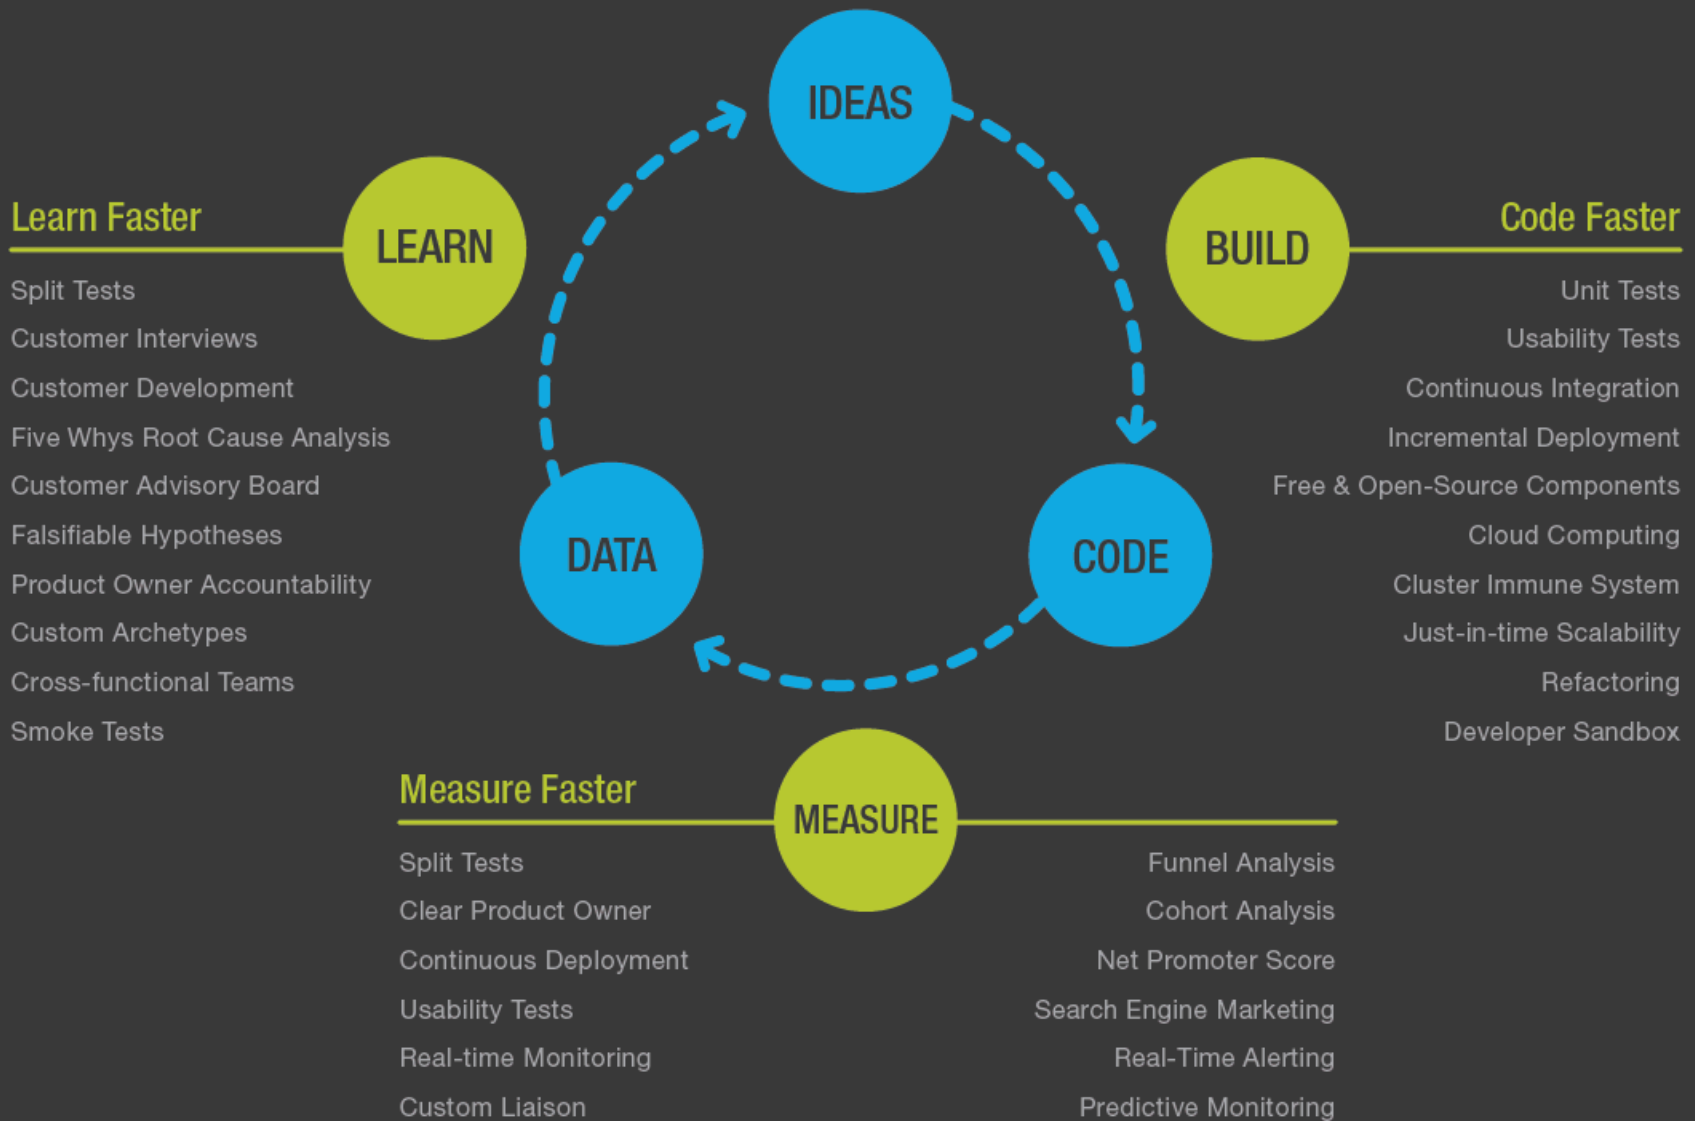 IDEAS
LEARN
BUILD
DATA
CODE
MEASURE
Learn Faster
Split Tests
Customer Interviews
Customer Development
Five Whys Root Cause Analysis
Customer Advisory Board
Falsifiable Hypotheses
Product Owner Accountability
Custom Archetypes
Cross-functional Teams
Smoke Tests
Code Faster
Unit Tests
Usability Tests
Continuous Integration
Incremental Deployment
Free & Open-Source Components
Cloud Computing
Cluster Immune System
Just-in-time Scalability
Refactoring
Developer Sandbox
Measure Faster
Split Tests
Clear Product Owner
Continuous Deployment
Usability Tests
Real-time Monitoring
Custom Liaison
Funnel Analysis
Cohort Analysis
Net Promoter Score
Search Engine Marketing
Real-Time Alerting
Predictive Monitoring